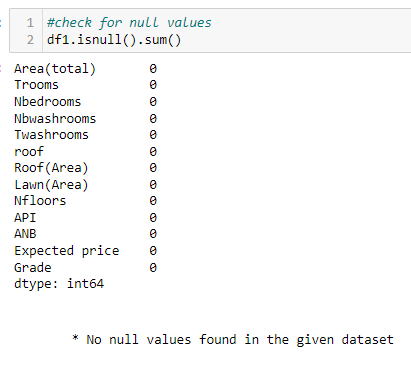 1 #check for null values
2 df1.isnull().sum()
Area(total) 0
Trooms 0
Nbedrooms 0
Nbwashrooms 0
Twashrooms 0
roof 0
Roof(Area) 0
Lawn(Area) 0
Nfloors 0
API 0
ANB 0
Expected price 0
Grade 0
dtype: int64
* No null values found in the given dataset